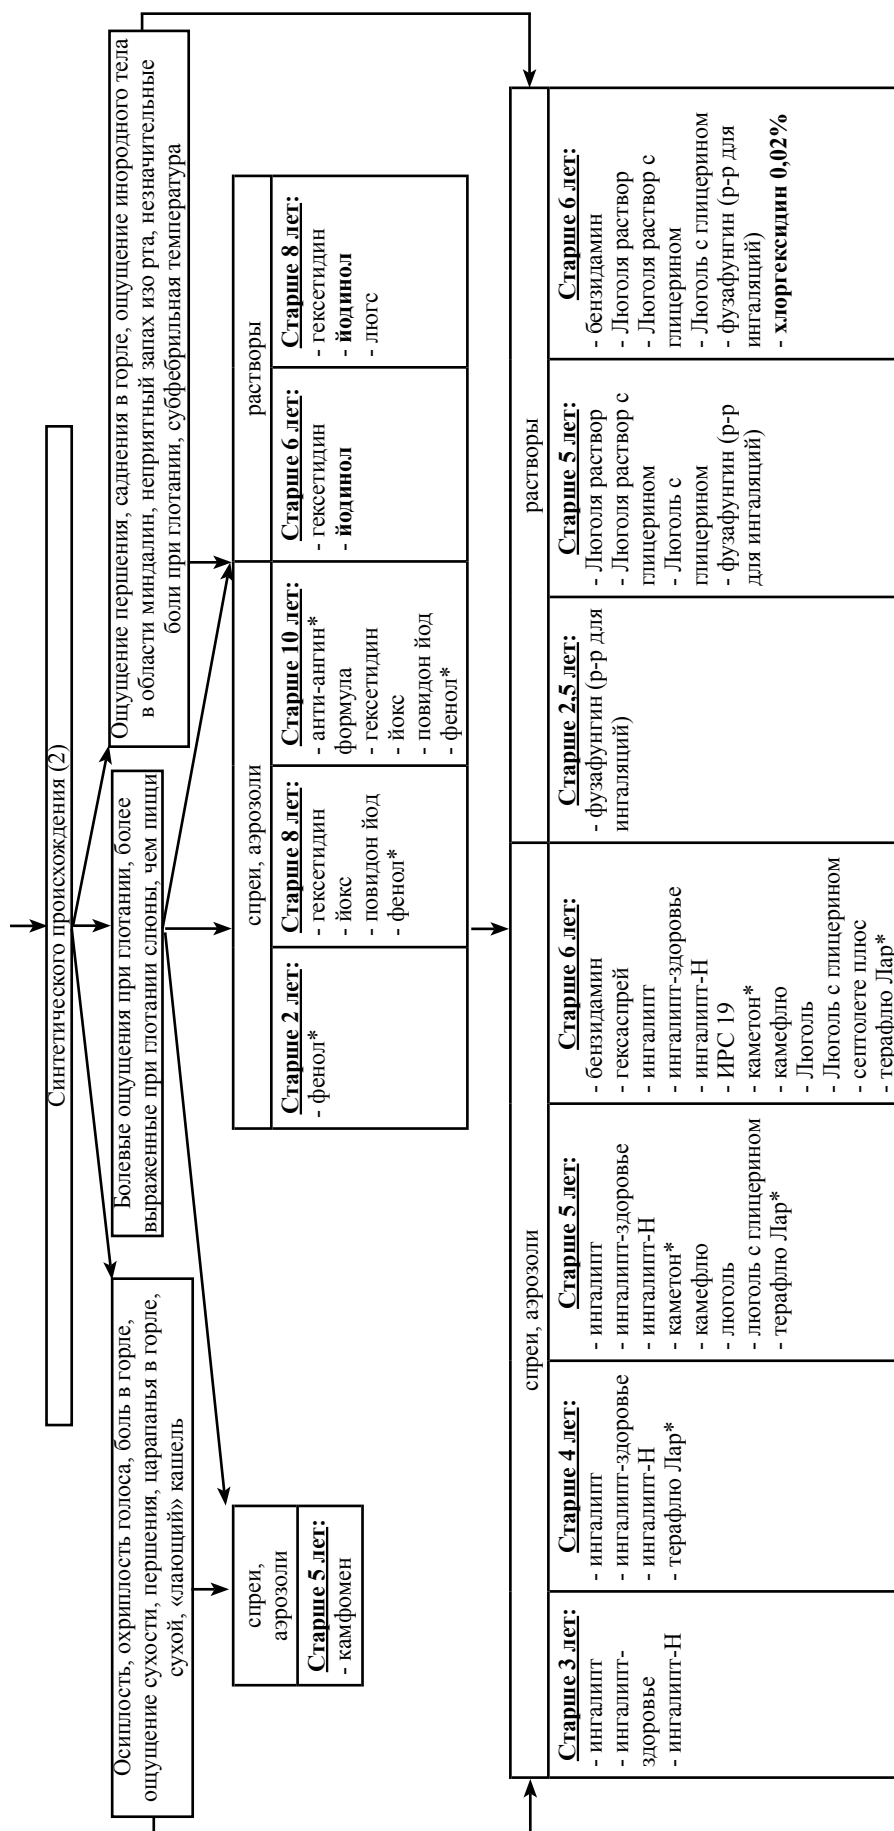 Синтетического происхождения (2)
Осиплость, охриплость голоса, боль в горле,
ощущение сухости, першения, царапанья в горле,
сухой, «лающий» кашель
Болевые ощущения при глотании, более
выраженные при глотании слюны, чем пищи
Ощущение першения, саднения в горле, ощущение инородного тела
в области миндалин, неприятный запах изо рта, незначительные
боли при глотании, субфебрильная температура
спреи,
аэрозоли
Старше 5 лет:
- камфомен
спреи, аэрозоли
растворы
Старше 2 лет:
- фенол*
Старше 8 лет:
- гексетидин
- йокс
- повидон йод
- фенол*
Старше 10 лет:
- анти-ангин*
формула
- гексетидин
- йокс
- повидон йод
- фенол*
Старше 6 лет:
- гексетидин
- йодинол
Старше 8 лет:
- гексетидин
- йодинол
- люгс
спреи, аэрозоли
растворы
Старше 3 лет:
- ингалипт
- ингалипт-
здоровье
- ингалипт-Н
Старше 4 лет:
- ингалипт
- ингалипт-здоровье
- ингалипт-Н
- терафлю Лар*
Старше 5 лет:
- ингалипт
- ингалипт-здоровье
- ингалипт-Н
- каметон*
- камефлю
- люголь
- люголь с глицерином
- терафлю Лар*
Старше 6 лет:
- бензидамин
- гексаспрей
- ингалипт
- ингалипт-здоровье
- ингалипт-Н
- ИРС 19
- каметон*
- камефлю
- Люголь
- Люголь с глицерином
- септолете плюс
- терафлю Лар*
Старше 2,5 лет:
- фузафунгин (р-р для
ингаляций)
Старше 5 лет:
- Люголя раствор
- Люголя раствор с
глицерином
- Люголь с
глицерином
- фузафунгин (р-р
для ингаляций)
Старше 6 лет:
- бензидамин
- Люголя раствор
- Люголя раствор с
глицерином
- Люголь с глицерином
- фузафунгин (р-р для
ингаляций)
- хлоргексидин 0,02%